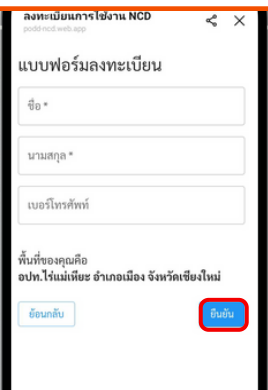 ลงทะเบียนการใช้งาน NCD
podd-ncd.web.app
แบบฟอร์มลงทะเบียน
ชื่อ *
นามสกุล *
เบอร์โทรศัพท์
พื้นที่ของคุณคือ
อปท.ไร่แม่เหียะ อำเภอเมือง จังหวัดเชียงใหม่
ย้อนกลับ
ยืนยัน